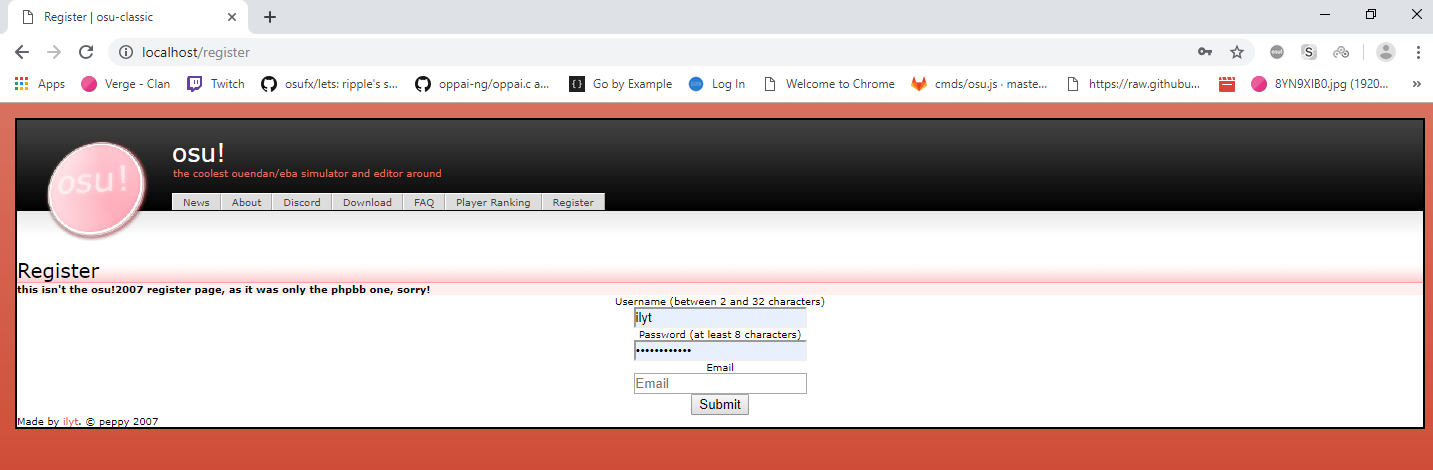 Register | osu-classic
localhost/register
Apps Verge - Clan Twitch osufx/lets: ripple's s... oppai-ng/oppai.c a... Go by Example Log In Welcome to Chrome cmds/osu.js · maste... https://raw.githubu... 8YN9XIB0.jpg (1920... »
osu!
osu!
the coolest ouendan/eba simulator and editor around
News About Discord Download FAQ Player Ranking Register
Register
this isn't the osu!2007 register page, as it was only the phpbb one, sorry!
Username (between 2 and 32 characters)
ilyt
Password (at least 8 characters)
••••••••••••
Email
Email
Submit
Made by ilyt. © peppy 2007